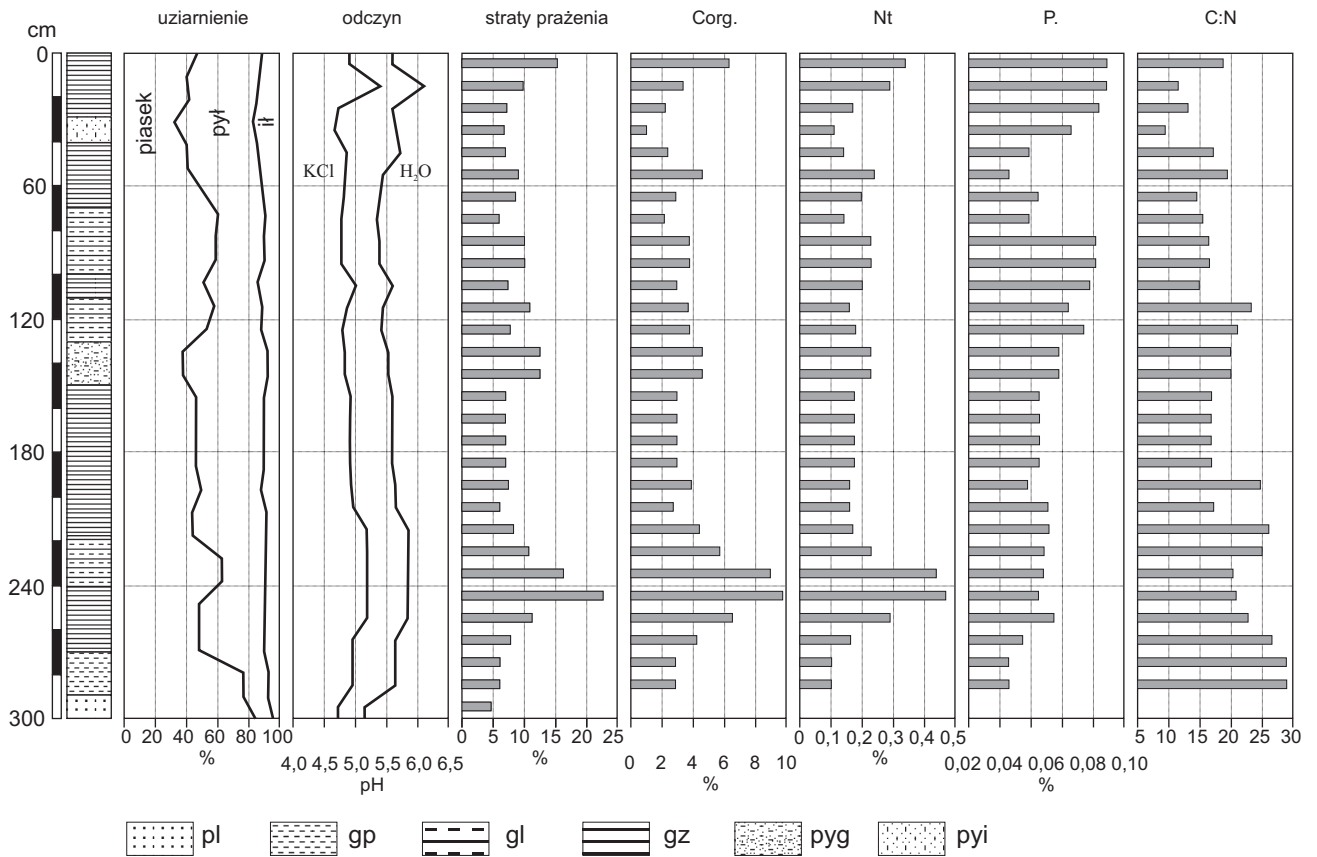 uziarnienie odczyn straty prażenia Corg. Nt P. C:N
cm
0
60
120
180
240
300
piasek pył ił
KCl H₂O
0 20 40 60 80 100
%
4,0 4,5 5,0 5,5 6,0 6,5
pH
0 5 10 15 20 25
%
0 2 4 6 8 10
%
0 0,1 0,2 0,3 0,4 0,5
%
0,02 0,04 0,06 0,08 0,10
%
5 10 15 20 25 30
pl gp gl gz pyg pyi